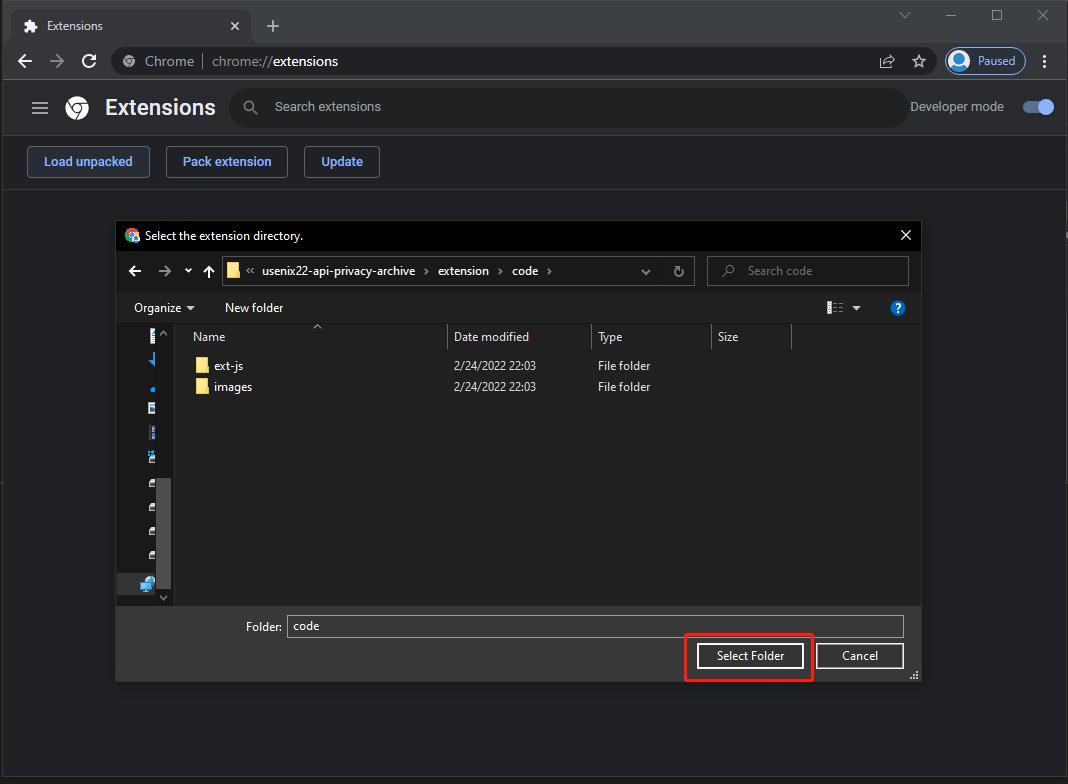 Extensions
Chrome chrome://extensions Paused
Extensions Search extensions Developer mode
Load unpacked Pack extension Update
Select the extension directory.
« usenix22-api-privacy-archive › extension › code › Search code
Organize New folder ?
Name Date modified Type Size
ext-js 2/24/2022 22:03 File folder
images 2/24/2022 22:03 File folder
Folder: code
Select Folder Cancel